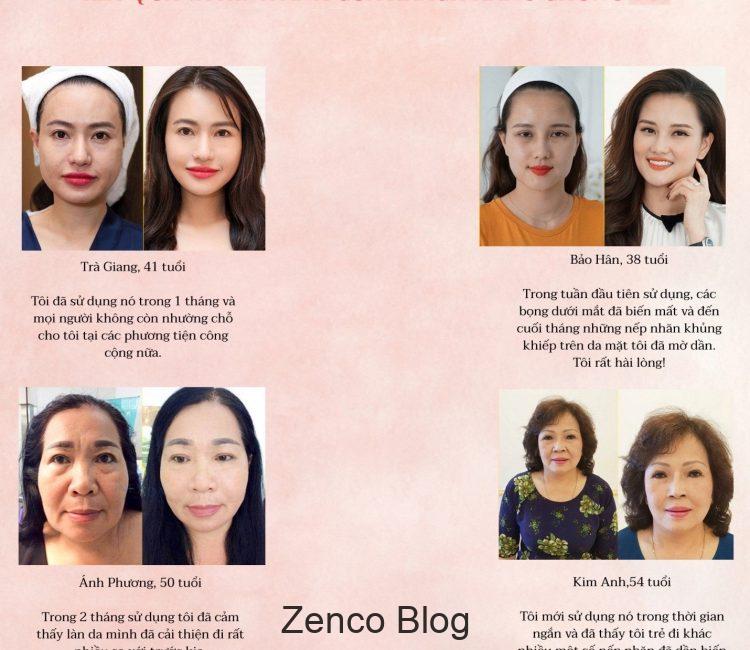 Trà Giang, 41 tuổi
Tôi đã sử dụng nó trong 1 tháng và
mọi người không còn nhường chỗ
cho tôi tại các phương tiện công
cộng nữa.
Bảo Hân, 38 tuổi
Trong tuần đầu tiên sử dụng, các
bọng dưới mắt đã biến mất và đến
cuối tháng những nếp nhăn khủng
khiếp trên da mặt tôi đã mờ dần.
Tôi rất hài lòng!
Ánh Phương, 50 tuổi
Trong 2 tháng sử dụng tôi đã cảm
thấy làn da mình đã cải thiện đi rất
Kim Anh,54 tuổi
Tôi mới sử dụng nó trong thời gian
ngắn và đã thấy tôi trẻ đi khác
Zenco Blog